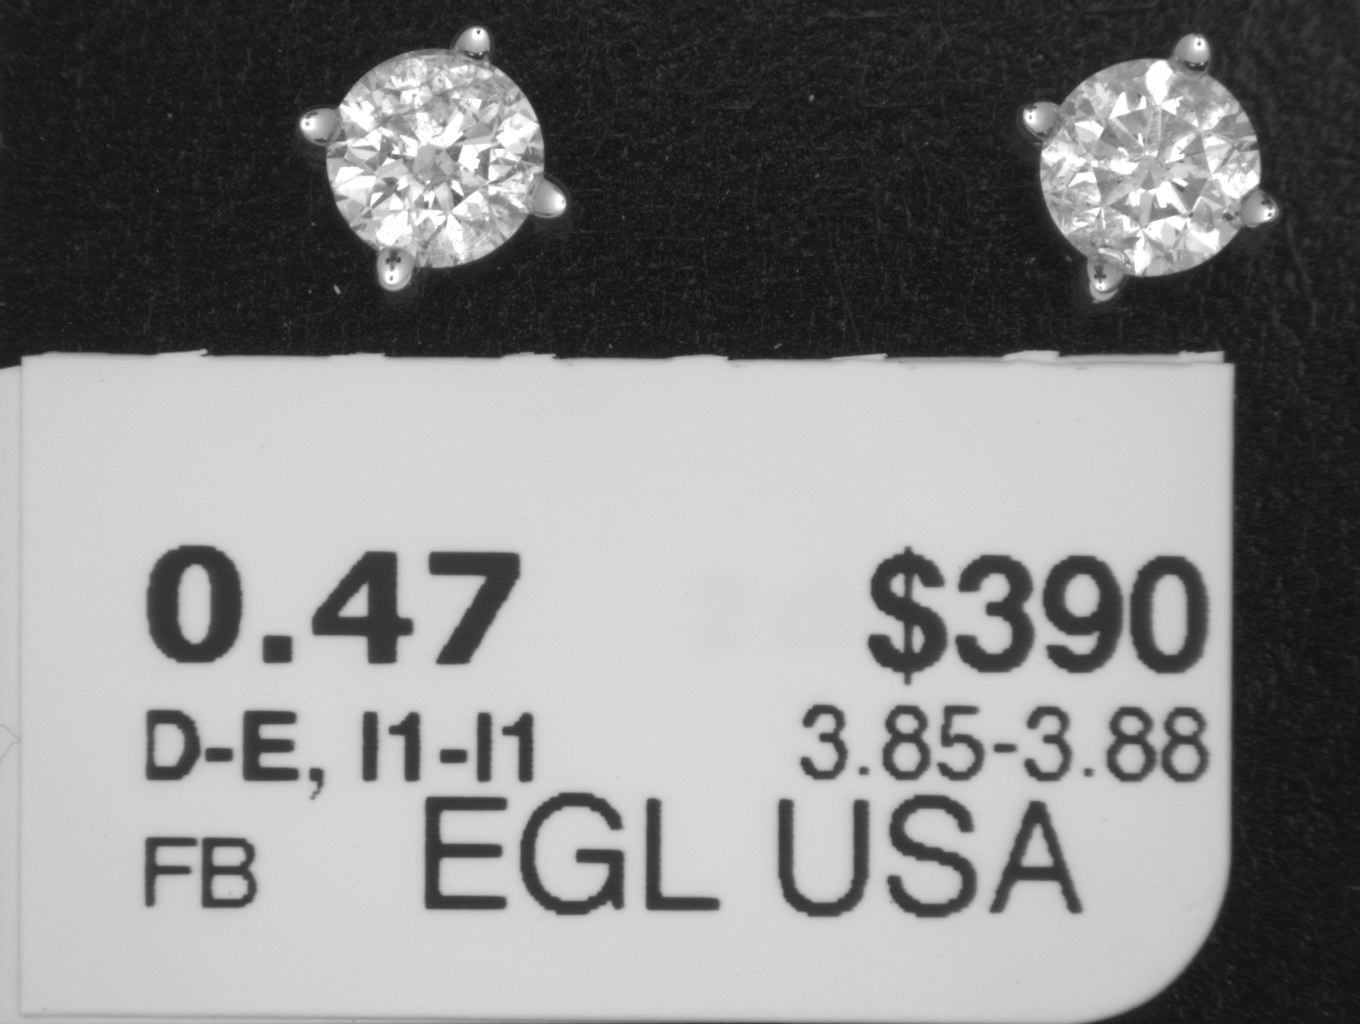 0.47 $390
D-E, I1-I1 3.85-3.88
FB EGL USA